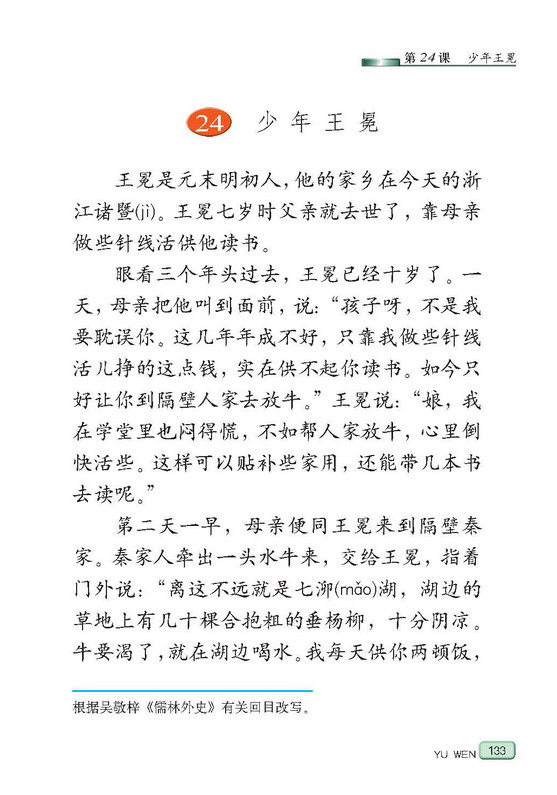 第24课 少年王冕
24 少年王冕
王冕是元末明初人，他的家乡在今天的浙
江诸暨(jì)。王冕七岁时父亲就去世了，靠母亲
做些针线活供他读书。
眼看三个年头过去，王冕已经十岁了。一
天，母亲把他叫到面前，说：“孩子呀，不是我
要耽误你。这几年年成不好，只靠我做些针线
活儿挣的这点钱，实在供不起你读书。如今只
好让你到隔壁人家去放牛。”王冕说：“娘，我
在学堂里也闷得慌，不如帮人家放牛，心里倒
快活些。这样可以贴补些家用，还能带几本书
去读呢。”
第二天一早，母亲便同王冕来到隔壁秦
家。秦家人牵出一头水牛来，交给王冕，指着
门外说：“离这不远就是七泖(mǎo)湖，湖边的
草地上有几十棵合抱粗的垂杨柳，十分阴凉。
牛要渴了，就在湖边喝水。我每天供你两顿饭，
根据吴敬梓《儒林外史》有关回目改写。
YU WEN 133